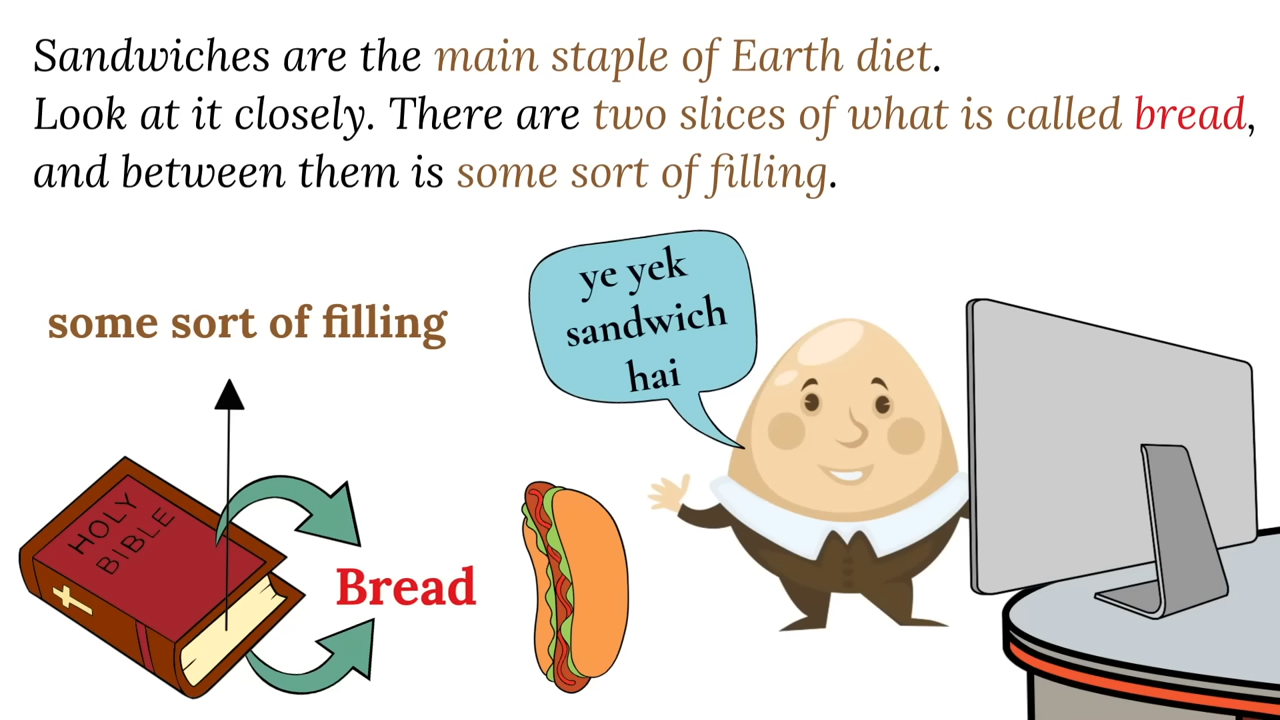 Sandwiches are the main staple of Earth diet.
Look at it closely. There are two slices of what is called bread,
and between them is some sort of filling.
ye yek
sandwich
hai
some sort of filling
HOLY
BIBLE
Bread